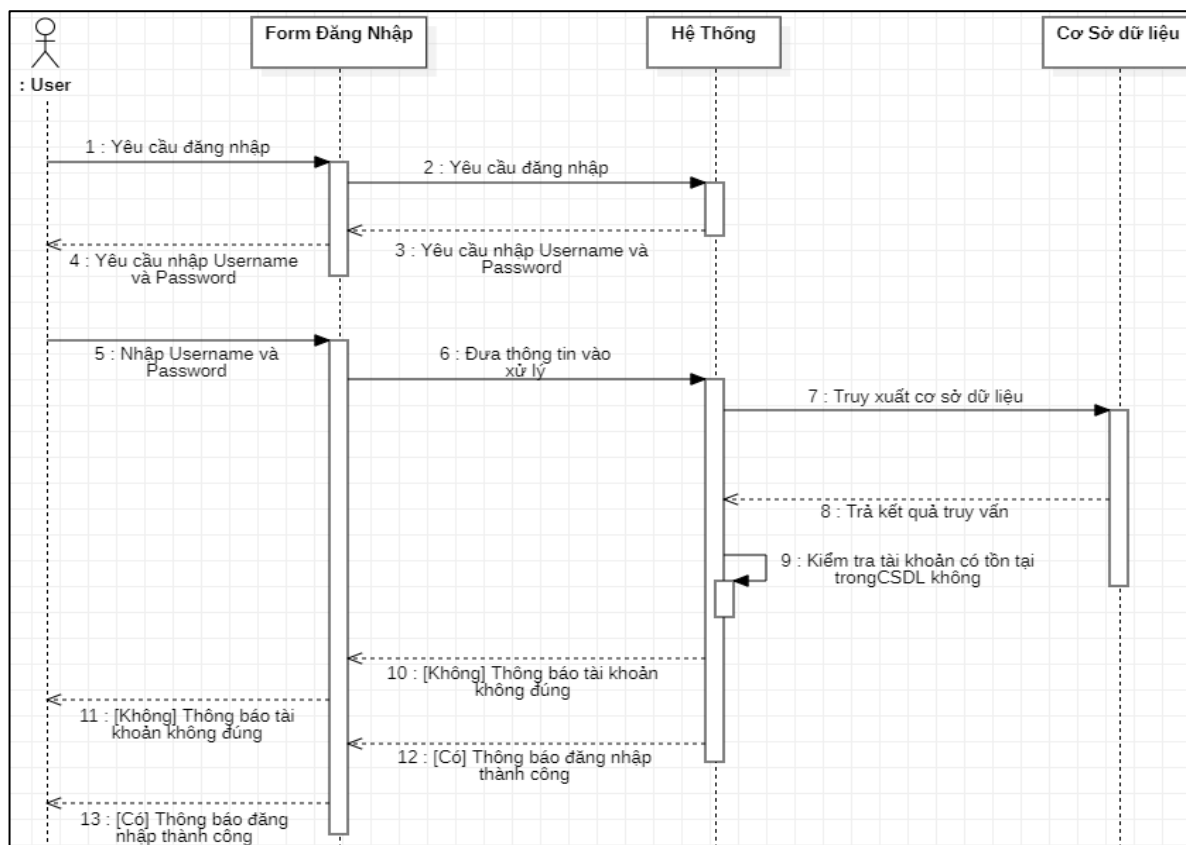 Form Đăng Nhập
Hệ Thống
Cơ Sở dữ liệu
: User
1 : Yêu cầu đăng nhập
2 : Yêu cầu đăng nhập
3 : Yêu cầu nhập Username và
Password
4 : Yêu cầu nhập Username
và Password
5 : Nhập Username và
Password
6 : Đưa thông tin vào
xử lý
7 : Truy xuất cơ sở dữ liệu
8 : Trả kết quả truy vấn
9 : Kiểm tra tài khoản có tồn tại
trongCSDL không
10 : [Không] Thông báo tài khoản
không đúng
11 : [Không] Thông báo tài
khoản không đúng
12 : [Có] Thông báo đăng nhập
thành công
13 : [Có] Thông báo đăng
nhập thành công